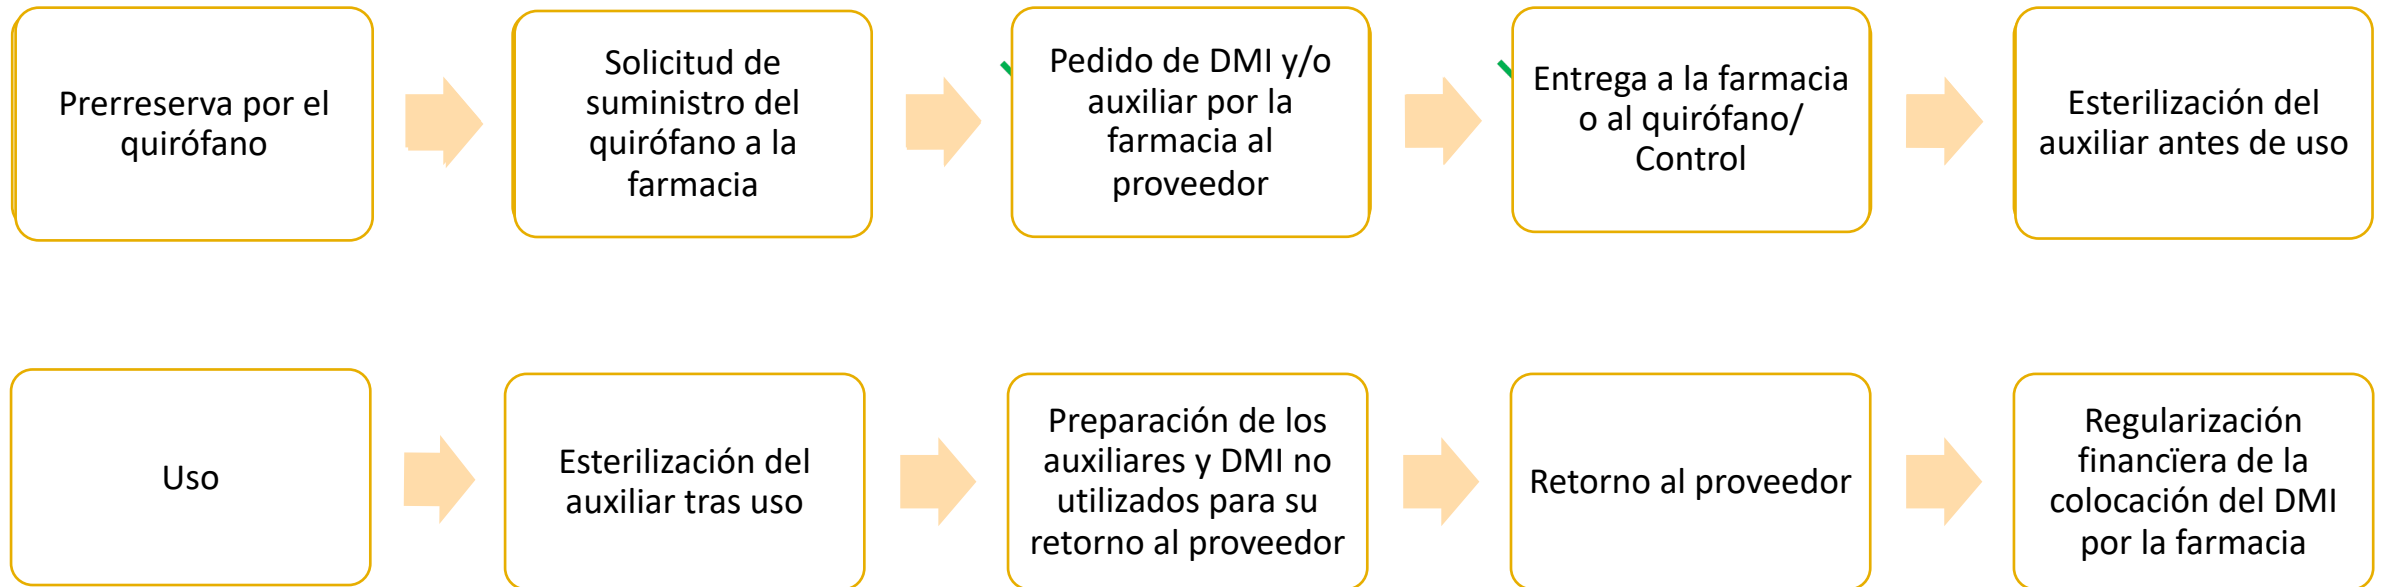 Prerreserva por el
quirófano
Solicitud de
suministro del
quirófano a la
farmacia
Pedido de DMI y/o
auxiliar por la
farmacia al
proveedor
Entrega a la farmacia
o al quirófano/
Control
Esterilización del
auxiliar antes de uso
Uso
Esterilización del
auxiliar tras uso
Preparación de los
auxiliares y DMI no
utilizados para su
retorno al proveedor
Retorno al proveedor
Regularización
financïera de la
colocación del DMI
por la farmacia